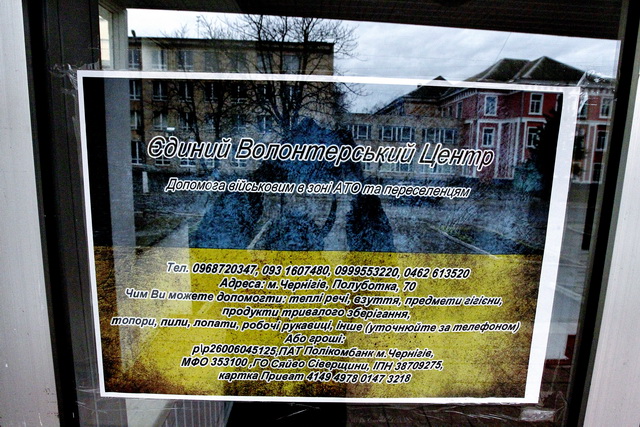 Єдиний Волонтерський Центр
Допомога військовим в зоні АТО та переселенцям
Тел. 0968720347, 093 1607480, 0999553220, 0462 613520
Адреса: м.Чернігів, Полуботка, 70
Чим Ви можете допомогти: теплі речі, взуття, предмети гігієни,
продукти тривалого зберігання,
топори, пили, лопати, робочі рукавиці, інше (уточнюйте за телефоном)
Або гроші:
р\р26006045125,ПАТ Полікомбанк м.Чернігів,
МФО 353100 ,ГО Сяйво Сіверщини, ІПН 38709275,
картка Приват 4149 4978 0147 3218